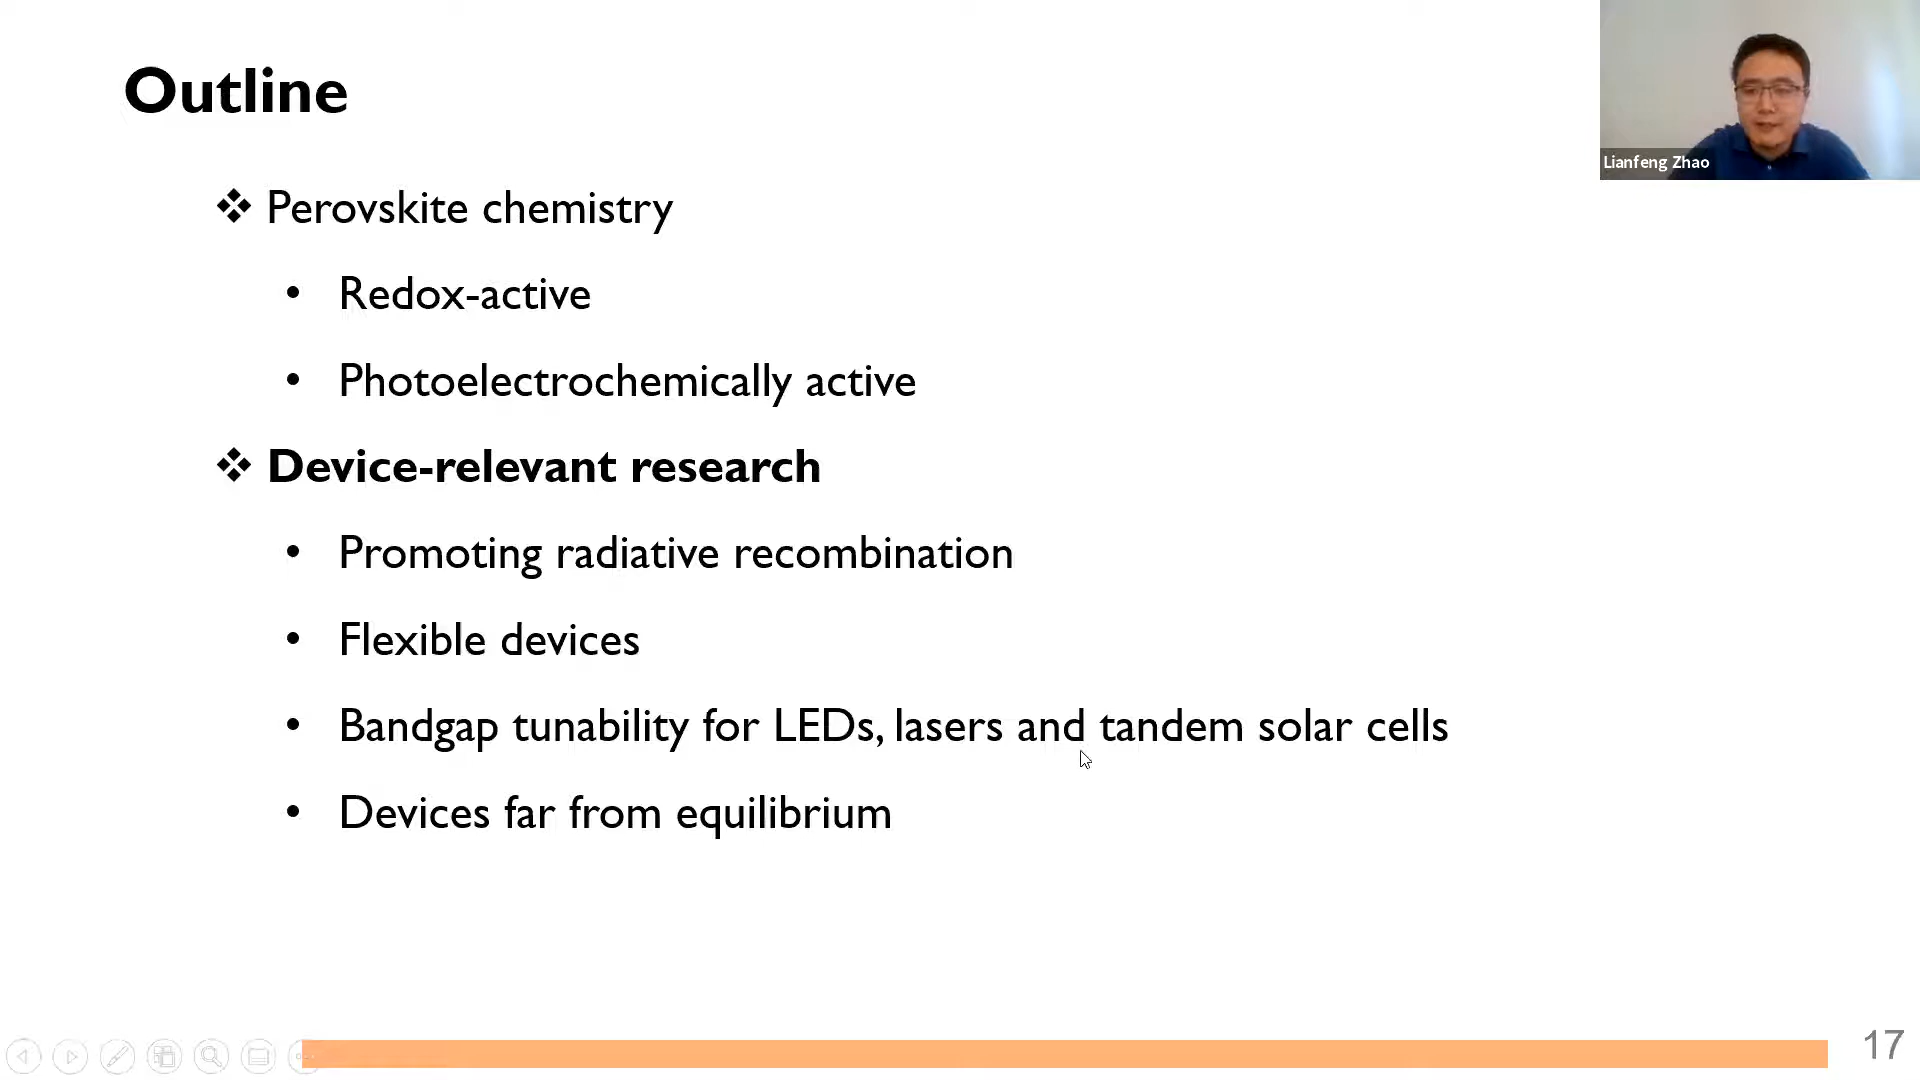 Outline
Lianfeng Zhao
❖ Perovskite chemistry
• Redox-active
• Photoelectrochemically active
❖ Device-relevant research
• Promoting radiative recombination
• Flexible devices
• Bandgap tunability for LEDs, lasers and tandem solar cells
• Devices far from equilibrium
17